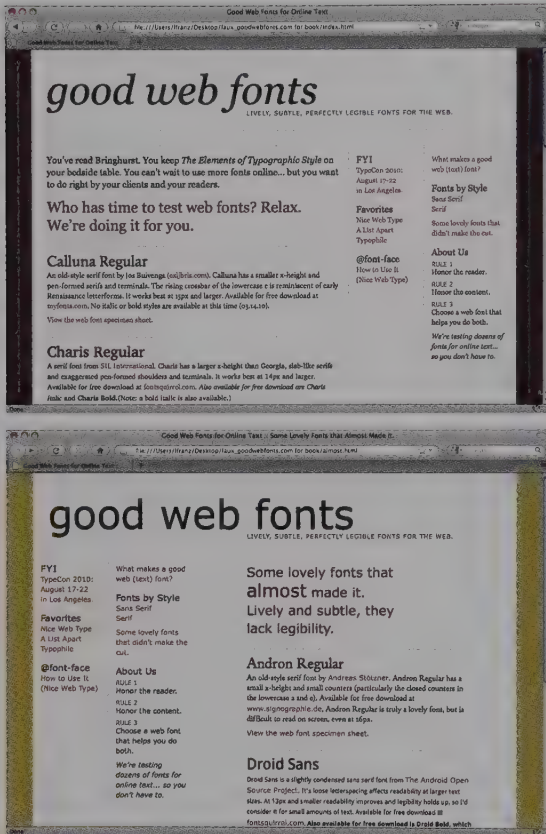 Good Web Fonts for Online Text
file:///Users/lfranz/Desktop/faux_goodwebfonts.com for book/index.html
Good Web Fonts for Online Text
good web fonts
LIVELY, SUBTLE, PERFECTLY LEGIBLE FONTS FOR THE WEB.
You've read Bringhurst. You keep The Elements of Typographic Style on
your bedside table. You can't wait to use more fonts online... but you want
to do right by your clients and your readers.
Who has time to test web fonts? Relax.
We're doing it for you.
Calluna Regular
An old-style serif font by Jos Buivenga (exljbris.com). Calluna has a smaller x-height and
pen-formed serifs and terminals. The rising crossbar of the lowercase e is reminiscent of early
Renaissance letterforms. It works best at 15px and larger. Available for free download at
myfonts.com. No italic or bold styles are available at this time (03.14.10).
View the web font specimen sheet.
Charis Regular
A serif font from SIL International. Charis has a larger x-height than Georgia, slab-like serifs
and exaggerated pen-formed shoulders and terminals. It works best at 14px and larger.
Available for free download at fontsquirrel.com. Also available for free download are Charis
Italic and Charis Bold.(Note: a bold italic is also available.)
FYI
TypeCon 2010:
August 17-22
in Los Angeles.
Favorites
Nice Web Type
A List Apart
Typophile
@font-face
How to Use It
(Nice Web Type)
What makes a good
web (text) font?
Fonts by Style
Sans Serif
Serif
Some lovely fonts that
didn't make the cut.
About Us
RULE 1
Honor the reader.
RULE 2
Honor the content.
RULE 3
Choose a web font that
helps you do both.
We're testing dozens of
fonts for online text...
so you don't have to.
Done
Good Web Fonts for Online Text :: Some Lovely Fonts that Almost Made It.
file:///Users/lfranz/Desktop/faux_goodwebfonts.com for book/almost.html
Good Web Fonts for Online Text
good web fonts
LIVELY, SUBTLE, PERFECTLY LEGIBLE FONTS FOR THE WEB.
FYI
TypeCon 2010:
August 17-22
in Los Angeles.
Favorites
Nice Web Type
A List Apart
Typophile
@font-face
How to Use It
(Nice Web Type)
What makes a good
web (text) font?
Fonts by Style
Sans Serif
Serif
Some lovely fonts
that didn't make the
cut.
About Us
RULE 1
Honor the reader.
RULE 2
Honor the content.
RULE 3
Choose a web font
that helps you do
both.
We're testing
dozens of fonts for
online text... so you
don't have to.
Some lovely fonts that
almost made it.
Lively and subtle, they
lack legibility.
Andron Regular
An old-style serif font by Andreas Stötzner. Andron Regular has a
small x-height and small counters (particularly the closed counters in
the lowercase a and e). Available for free download at
www.signographie.de, Andron Regular is truly a lovely font, but is
difficult to read on screen, even at 16px.
View the web font specimen sheet.
Droid Sans
Droid Sans is a slightly condensed sans serif font from The Android Open
Source Project. It's loose letterspacing affects readability at larger text
sizes. At 12px and smaller readability improves and legibility holds up, so I'd
consider it for small amounts of text. Available for free download at
fontsquirrel.com. Also available for free download is Droid Bold, which
Done